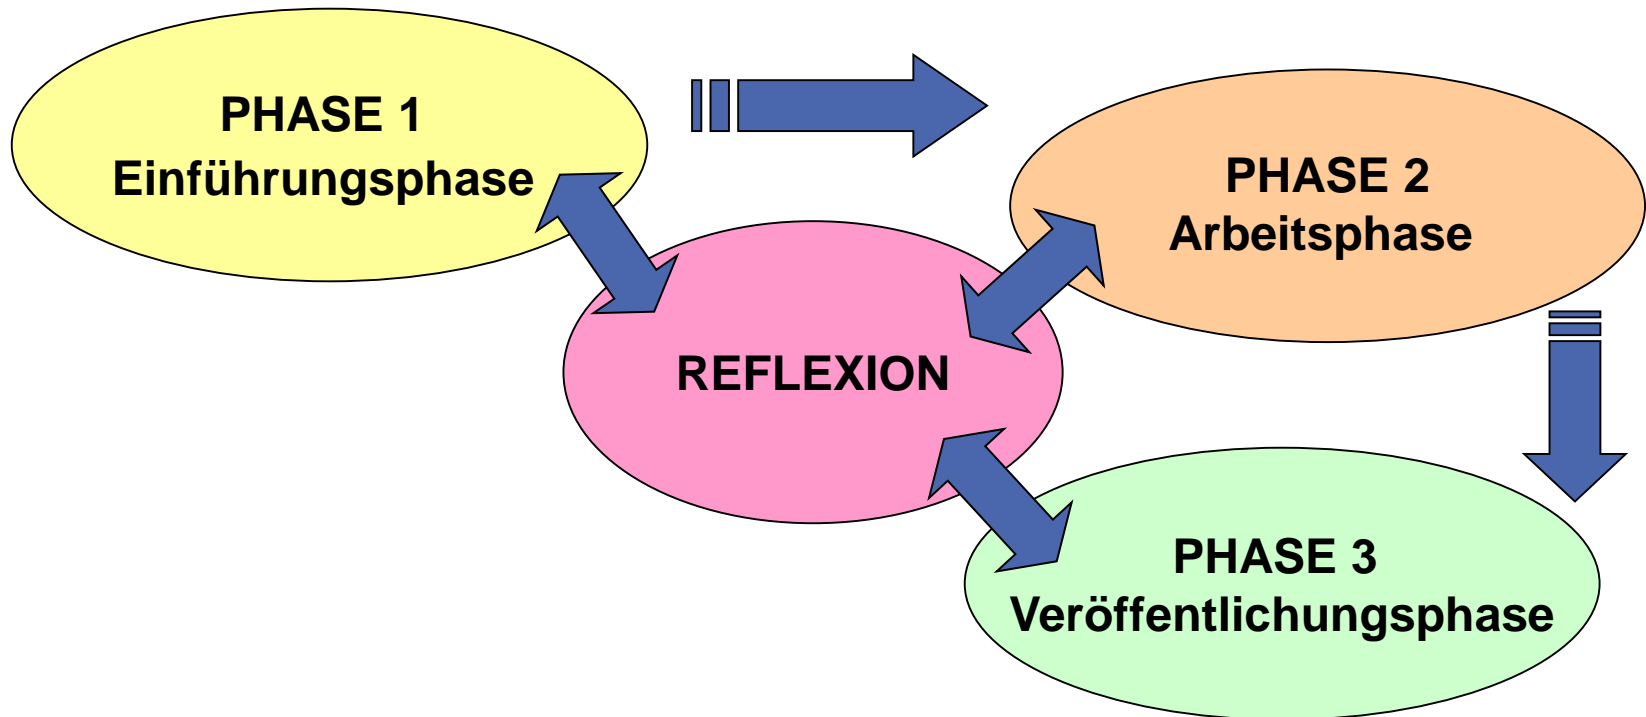 PHASE 1
Einführungsphase
PHASE 2
Arbeitsphase
REFLEXION
PHASE 3
Veröffentlichungsphase